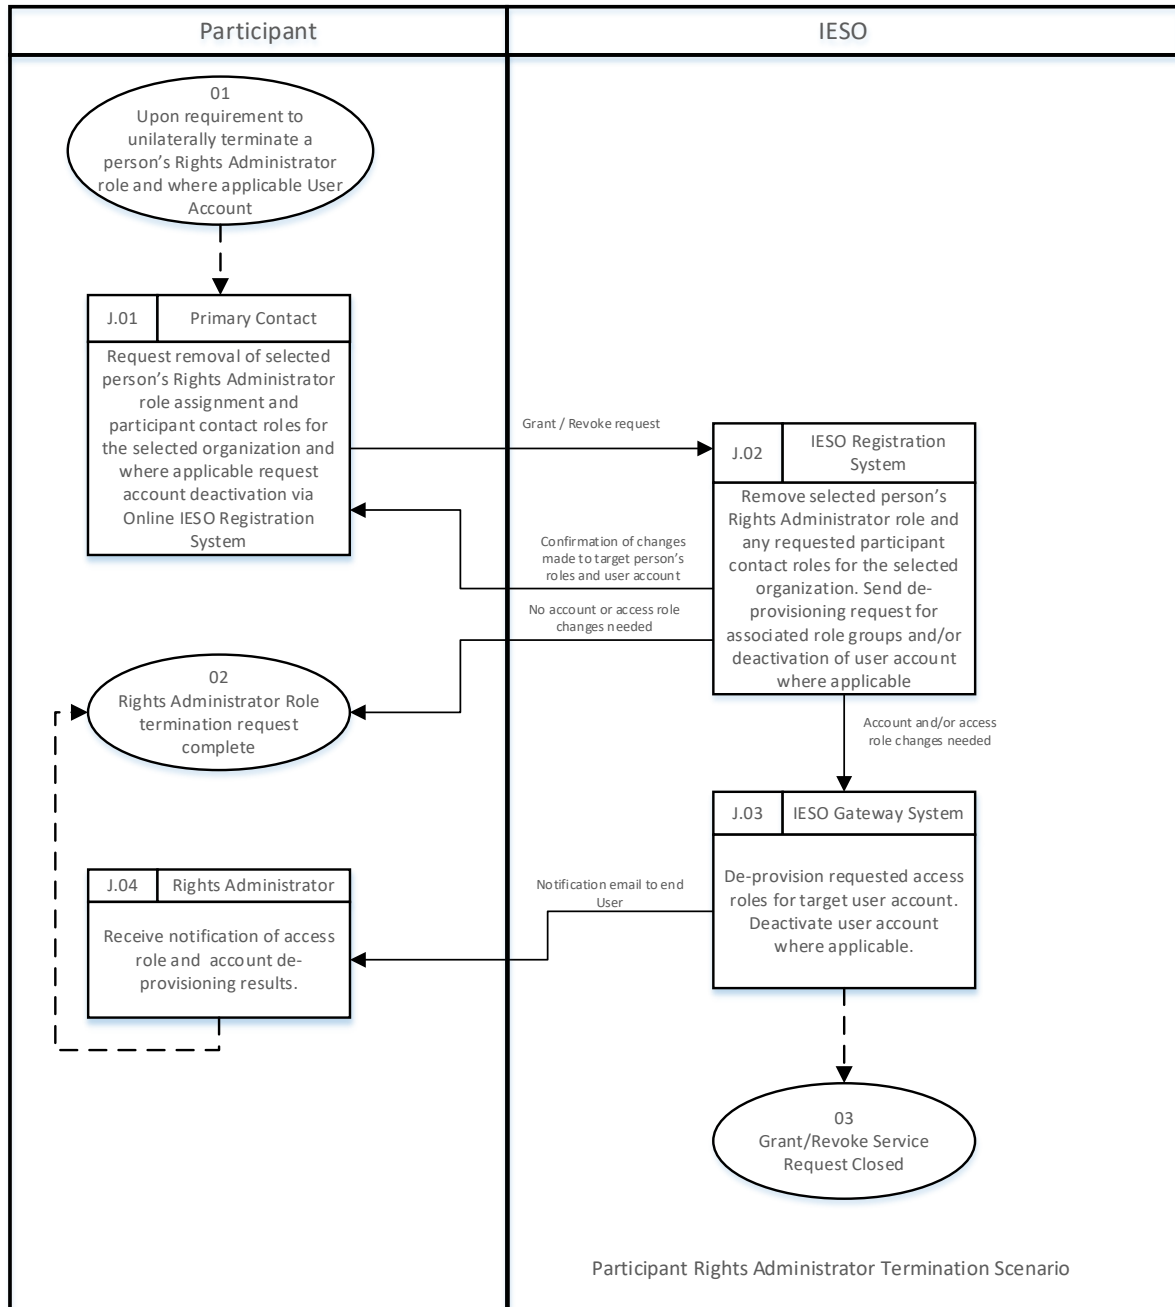 Participant
IESO
01
Upon requirement to
unilaterally terminate a
person's Rights Administrator
role and where applicable User
Account
J.01
Primary Contact
Request removal of selected
person's Rights Administrator
role assignment and
participant contact roles for
the selected organization and
where applicable request
account deactivation via
Online IESO Registration
System
Grant / Revoke request
J.02
IESO Registration
System
Remove selected person's
Rights Administrator role and
any requested participant
contact roles for the selected
organization. Send de-
provisioning request for
associated role groups and/or
deactivation of user account
where applicable
Confirmation of changes
made to target person's
roles and user account
No account or access role
changes needed
02
Rights Administrator Role
termination request
complete
Account and/or access
role changes needed
J.03
IESO Gateway System
De-provision requested access
roles for target user account.
Deactivate user account
where applicable.
Notification email to end
User
J.04
Rights Administrator
Receive notification of access
role and account de-
provisioning results.
03
Grant/Revoke Service
Request Closed
Participant Rights Administrator Termination Scenario